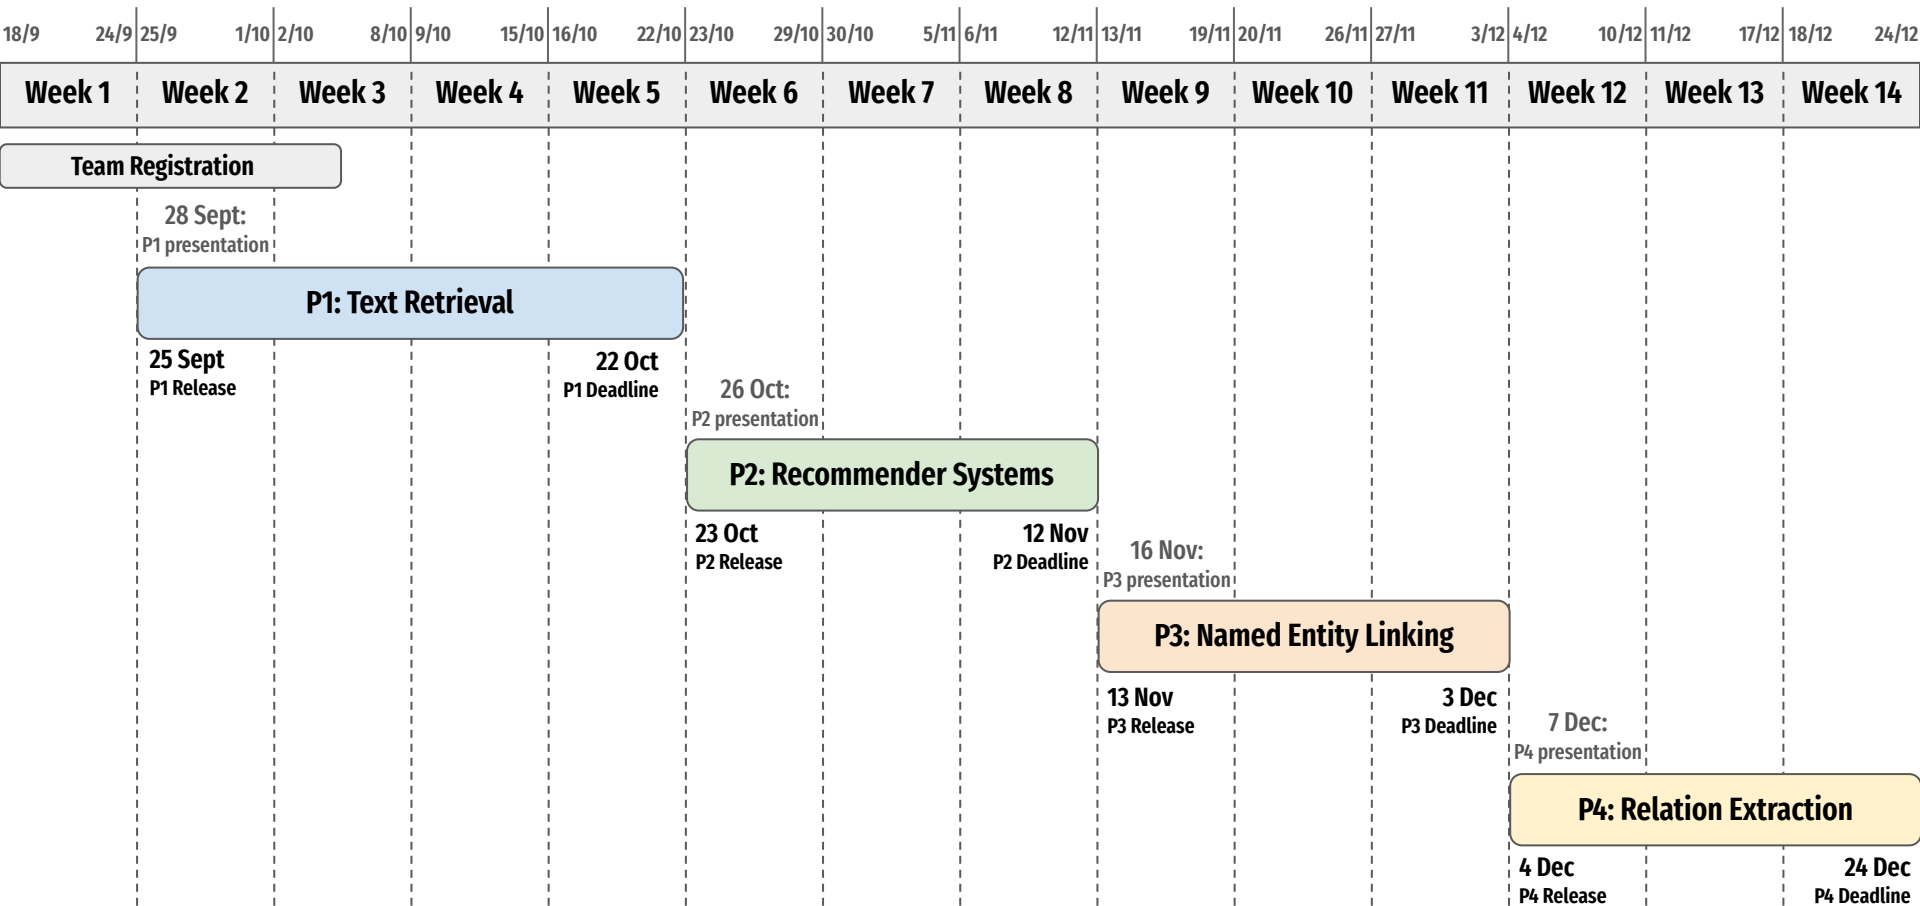 18/9 24/9 25/9 1/10 2/10 8/10 9/10 15/10 16/10 22/10 23/10 29/10 30/10 5/11 6/11 12/11 13/11 19/11 20/11 26/11 27/11 3/12 4/12 10/12 11/12 17/12 18/12 24/12
Week 1 Week 2 Week 3 Week 4 Week 5 Week 6 Week 7 Week 8 Week 9 Week 10 Week 11 Week 12 Week 13 Week 14
Team Registration
28 Sept:
P1 presentation
P1: Text Retrieval
25 Sept
P1 Release
22 Oct
P1 Deadline
26 Oct:
P2 presentation
P2: Recommender Systems
23 Oct
P2 Release
12 Nov
P2 Deadline
16 Nov:
P3 presentation
P3: Named Entity Linking
13 Nov
P3 Release
3 Dec
P3 Deadline
7 Dec:
P4 presentation
P4: Relation Extraction
4 Dec
P4 Release
24 Dec
P4 Deadline